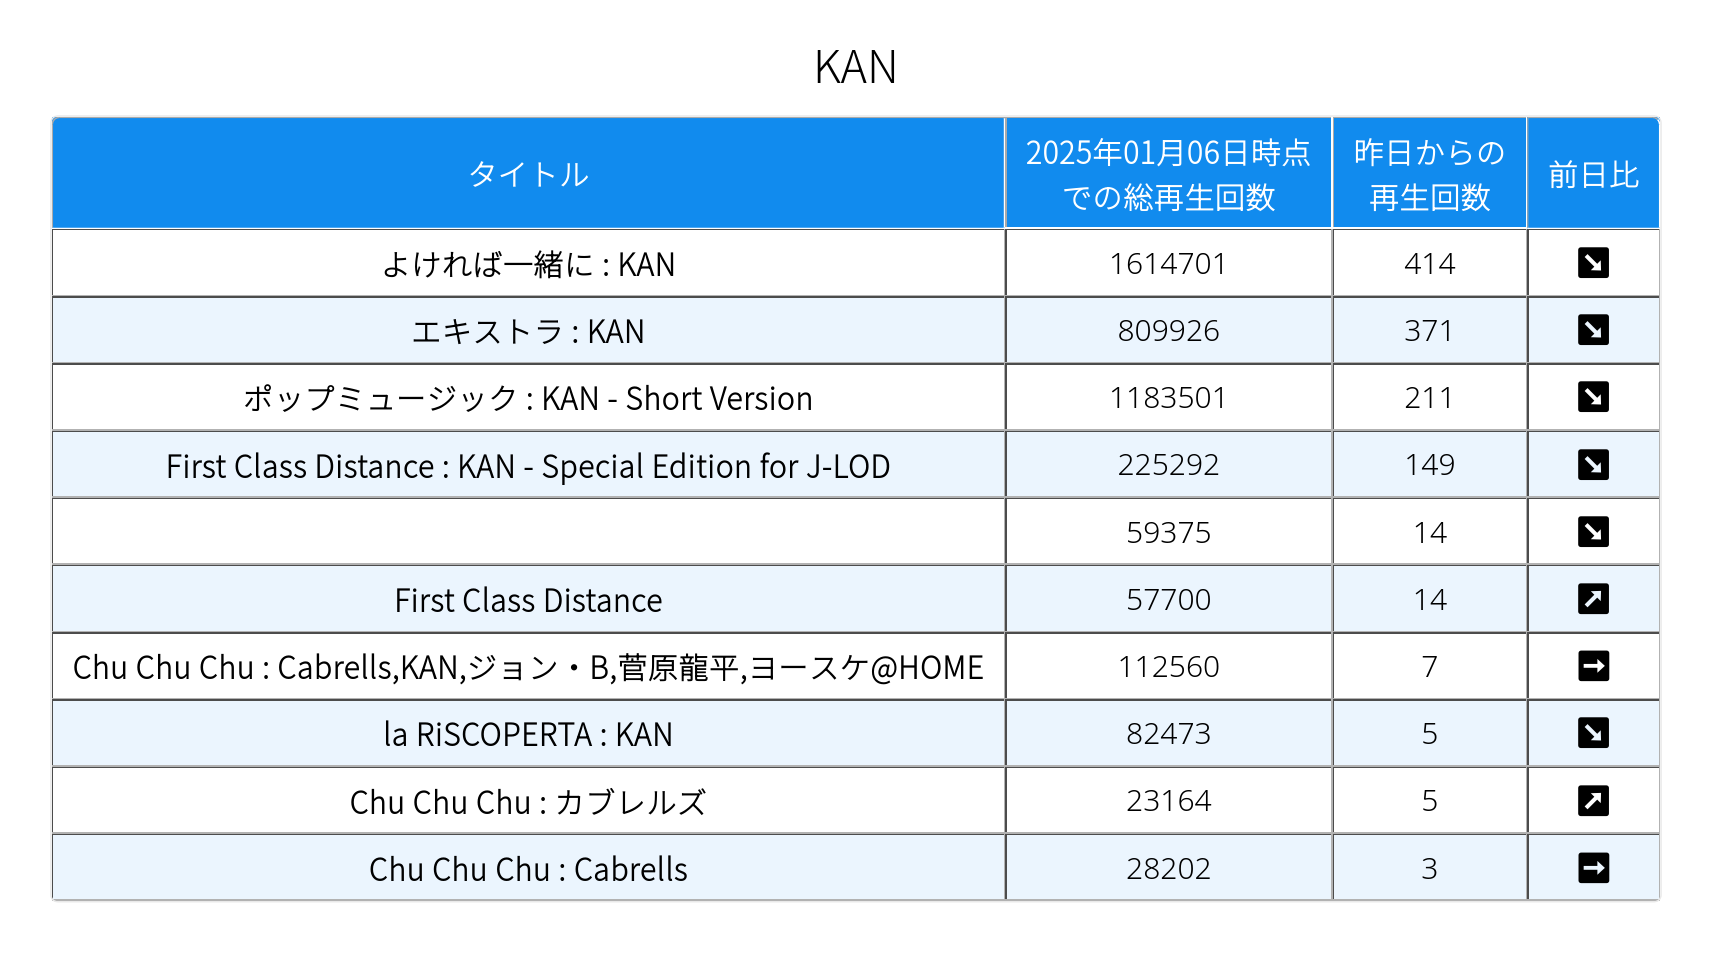 KAN
タイトル
2025年01月06日時点
での総再生回数
昨日からの
再生回数
前日比
よければ一緒に : KAN 1614701 414 ↘
エキストラ : KAN 809926 371 ↘
ポップミュージック : KAN - Short Version 1183501 211 ↘
First Class Distance : KAN - Special Edition for J-LOD 225292 149 ↘
59375 14 ↘
First Class Distance 57700 14 ↗
Chu Chu Chu : Cabrells,KAN,ジョン・B,菅原龍平,ヨースケ@HOME 112560 7 →
la RiSCOPERTA : KAN 82473 5 ↘
Chu Chu Chu : カブレルズ 23164 5 ↗
Chu Chu Chu : Cabrells 28202 3 →